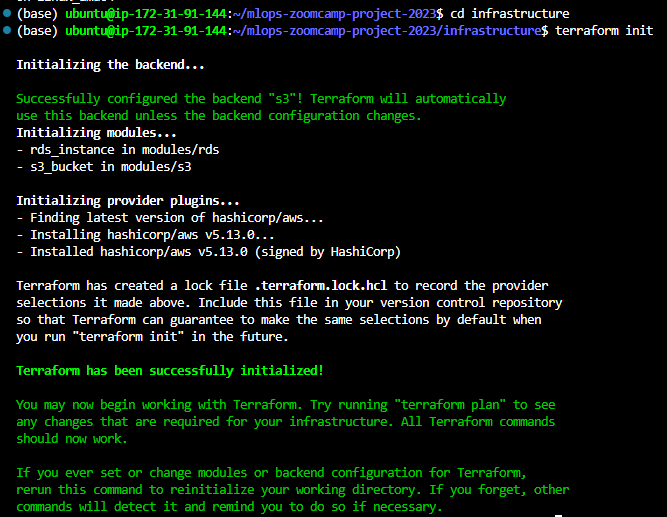 (base) ubuntu@ip-172-31-91-144:~/mlops-zoomcamp-project-2023$ cd infrastructure
(base) ubuntu@ip-172-31-91-144:~/mlops-zoomcamp-project-2023/infrastructure$ terraform init
Initializing the backend...
Successfully configured the backend "s3"! Terraform will automatically
use this backend unless the backend configuration changes.
Initializing modules...
- rds_instance in modules/rds
- s3_bucket in modules/s3
Initializing provider plugins...
- Finding latest version of hashicorp/aws...
- Installing hashicorp/aws v5.13.0...
- Installed hashicorp/aws v5.13.0 (signed by HashiCorp)
Terraform has created a lock file .terraform.lock.hcl to record the provider
selections it made above. Include this file in your version control repository
so that Terraform can guarantee to make the same selections by default when
you run "terraform init" in the future.
Terraform has been successfully initialized!
You may now begin working with Terraform. Try running "terraform plan" to see
any changes that are required for your infrastructure. All Terraform commands
should now work.
If you ever set or change modules or backend configuration for Terraform,
rerun this command to reinitialize your working directory. If you forget, other
commands will detect it and remind you to do so if necessary.